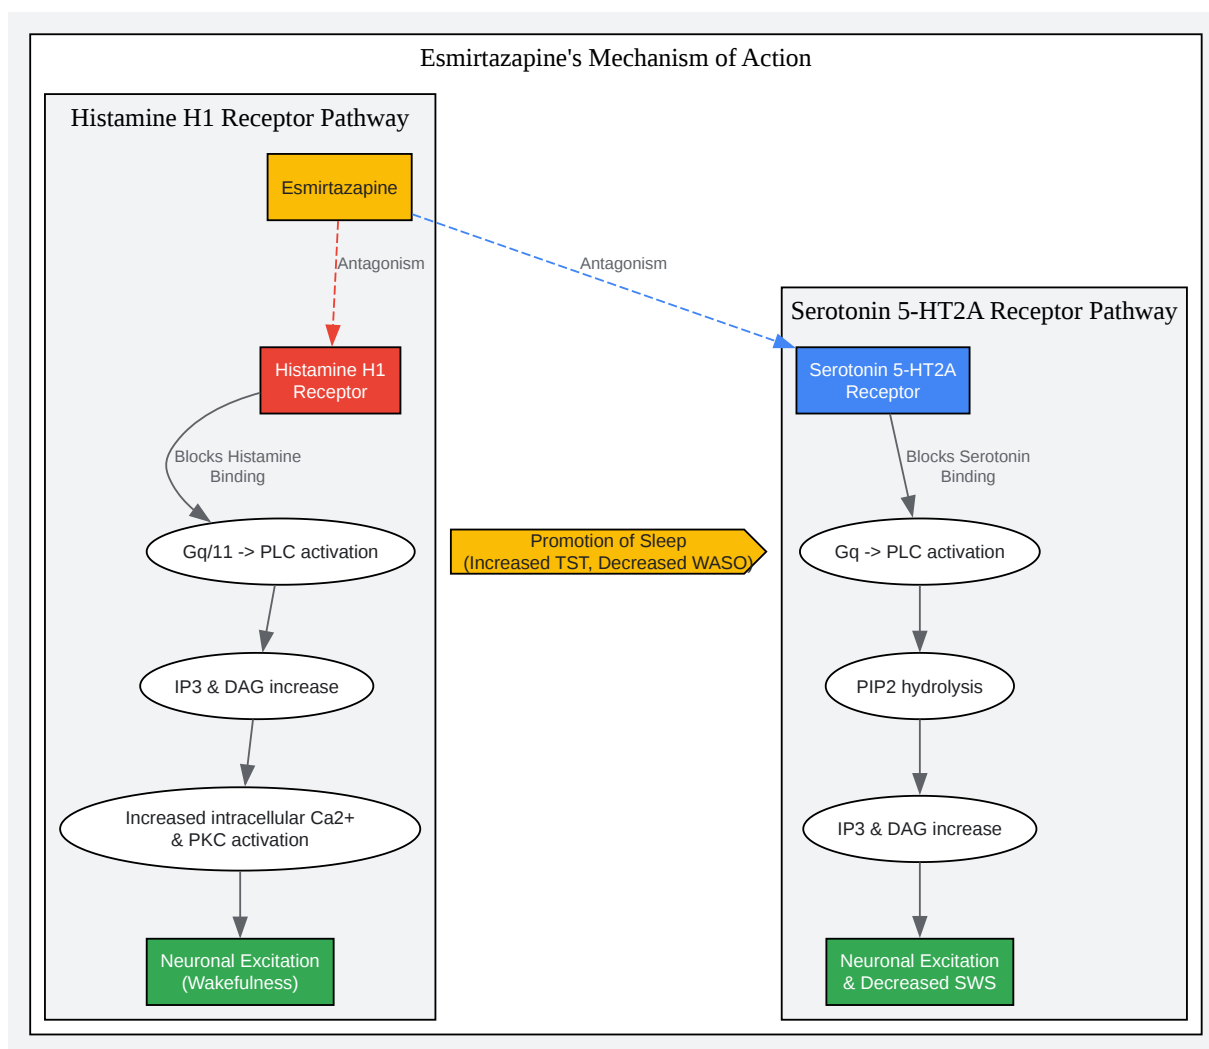 Esmirtazapine's Mechanism of Action
Histamine H1 Receptor Pathway
Esmirtazapine
Antagonism
Antagonism
Serotonin 5-HT2A Receptor Pathway
Histamine H1
Receptor
Serotonin 5-HT2A
Receptor
Blocks Histamine
Binding
Blocks Serotonin
Binding
Gq/11 -> PLC activation
Promotion of Sleep
(Increased TST, Decreased WASO)
Gq -> PLC activation
IP3 & DAG increase
PIP2 hydrolysis
Increased intracellular Ca2+
& PKC activation
IP3 & DAG increase
Neuronal Excitation
(Wakefulness)
Neuronal Excitation
& Decreased SWS